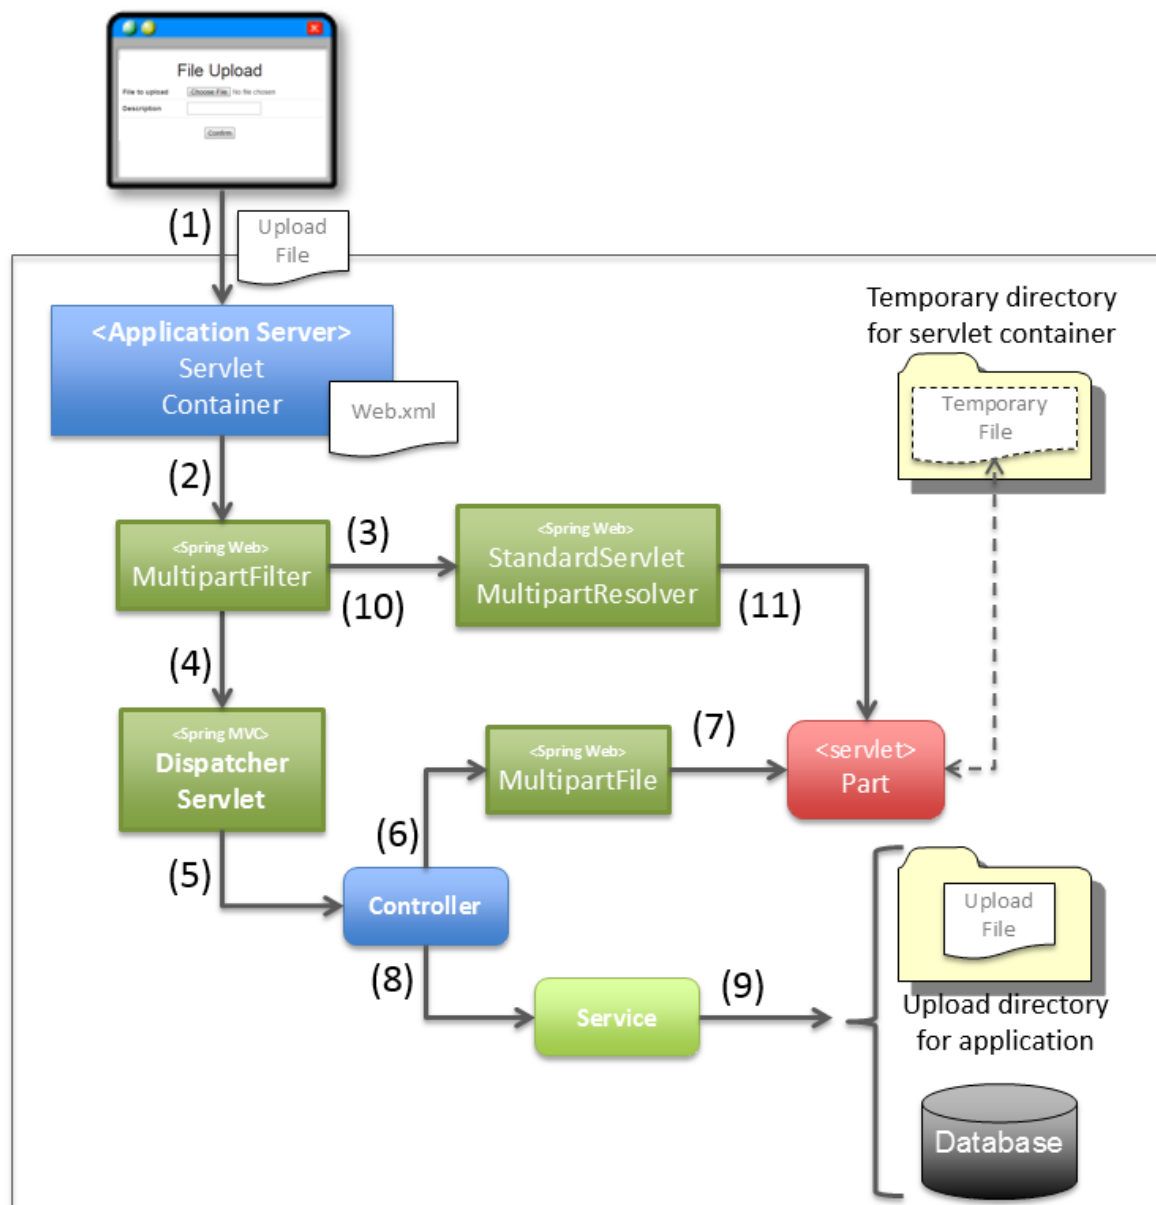 File Upload
File to upload
Choose File No file chosen
Description
Confirm
(1)
Upload
File
<Application Server>
Servlet
Container
Web.xml
Temporary directory
for servlet container
Temporary
File
(2)
<Spring Web>
MultipartFilter
(3)
(10)
<Spring Web>
StandardServlet
MultipartResolver
(11)
(4)
<Spring MVC>
Dispatcher
Servlet
<Spring Web>
MultipartFile
(7)
<servlet>
Part
(5)
(6)
Controller
(8)
Service
(9)
Upload
File
Upload directory
for application
Database